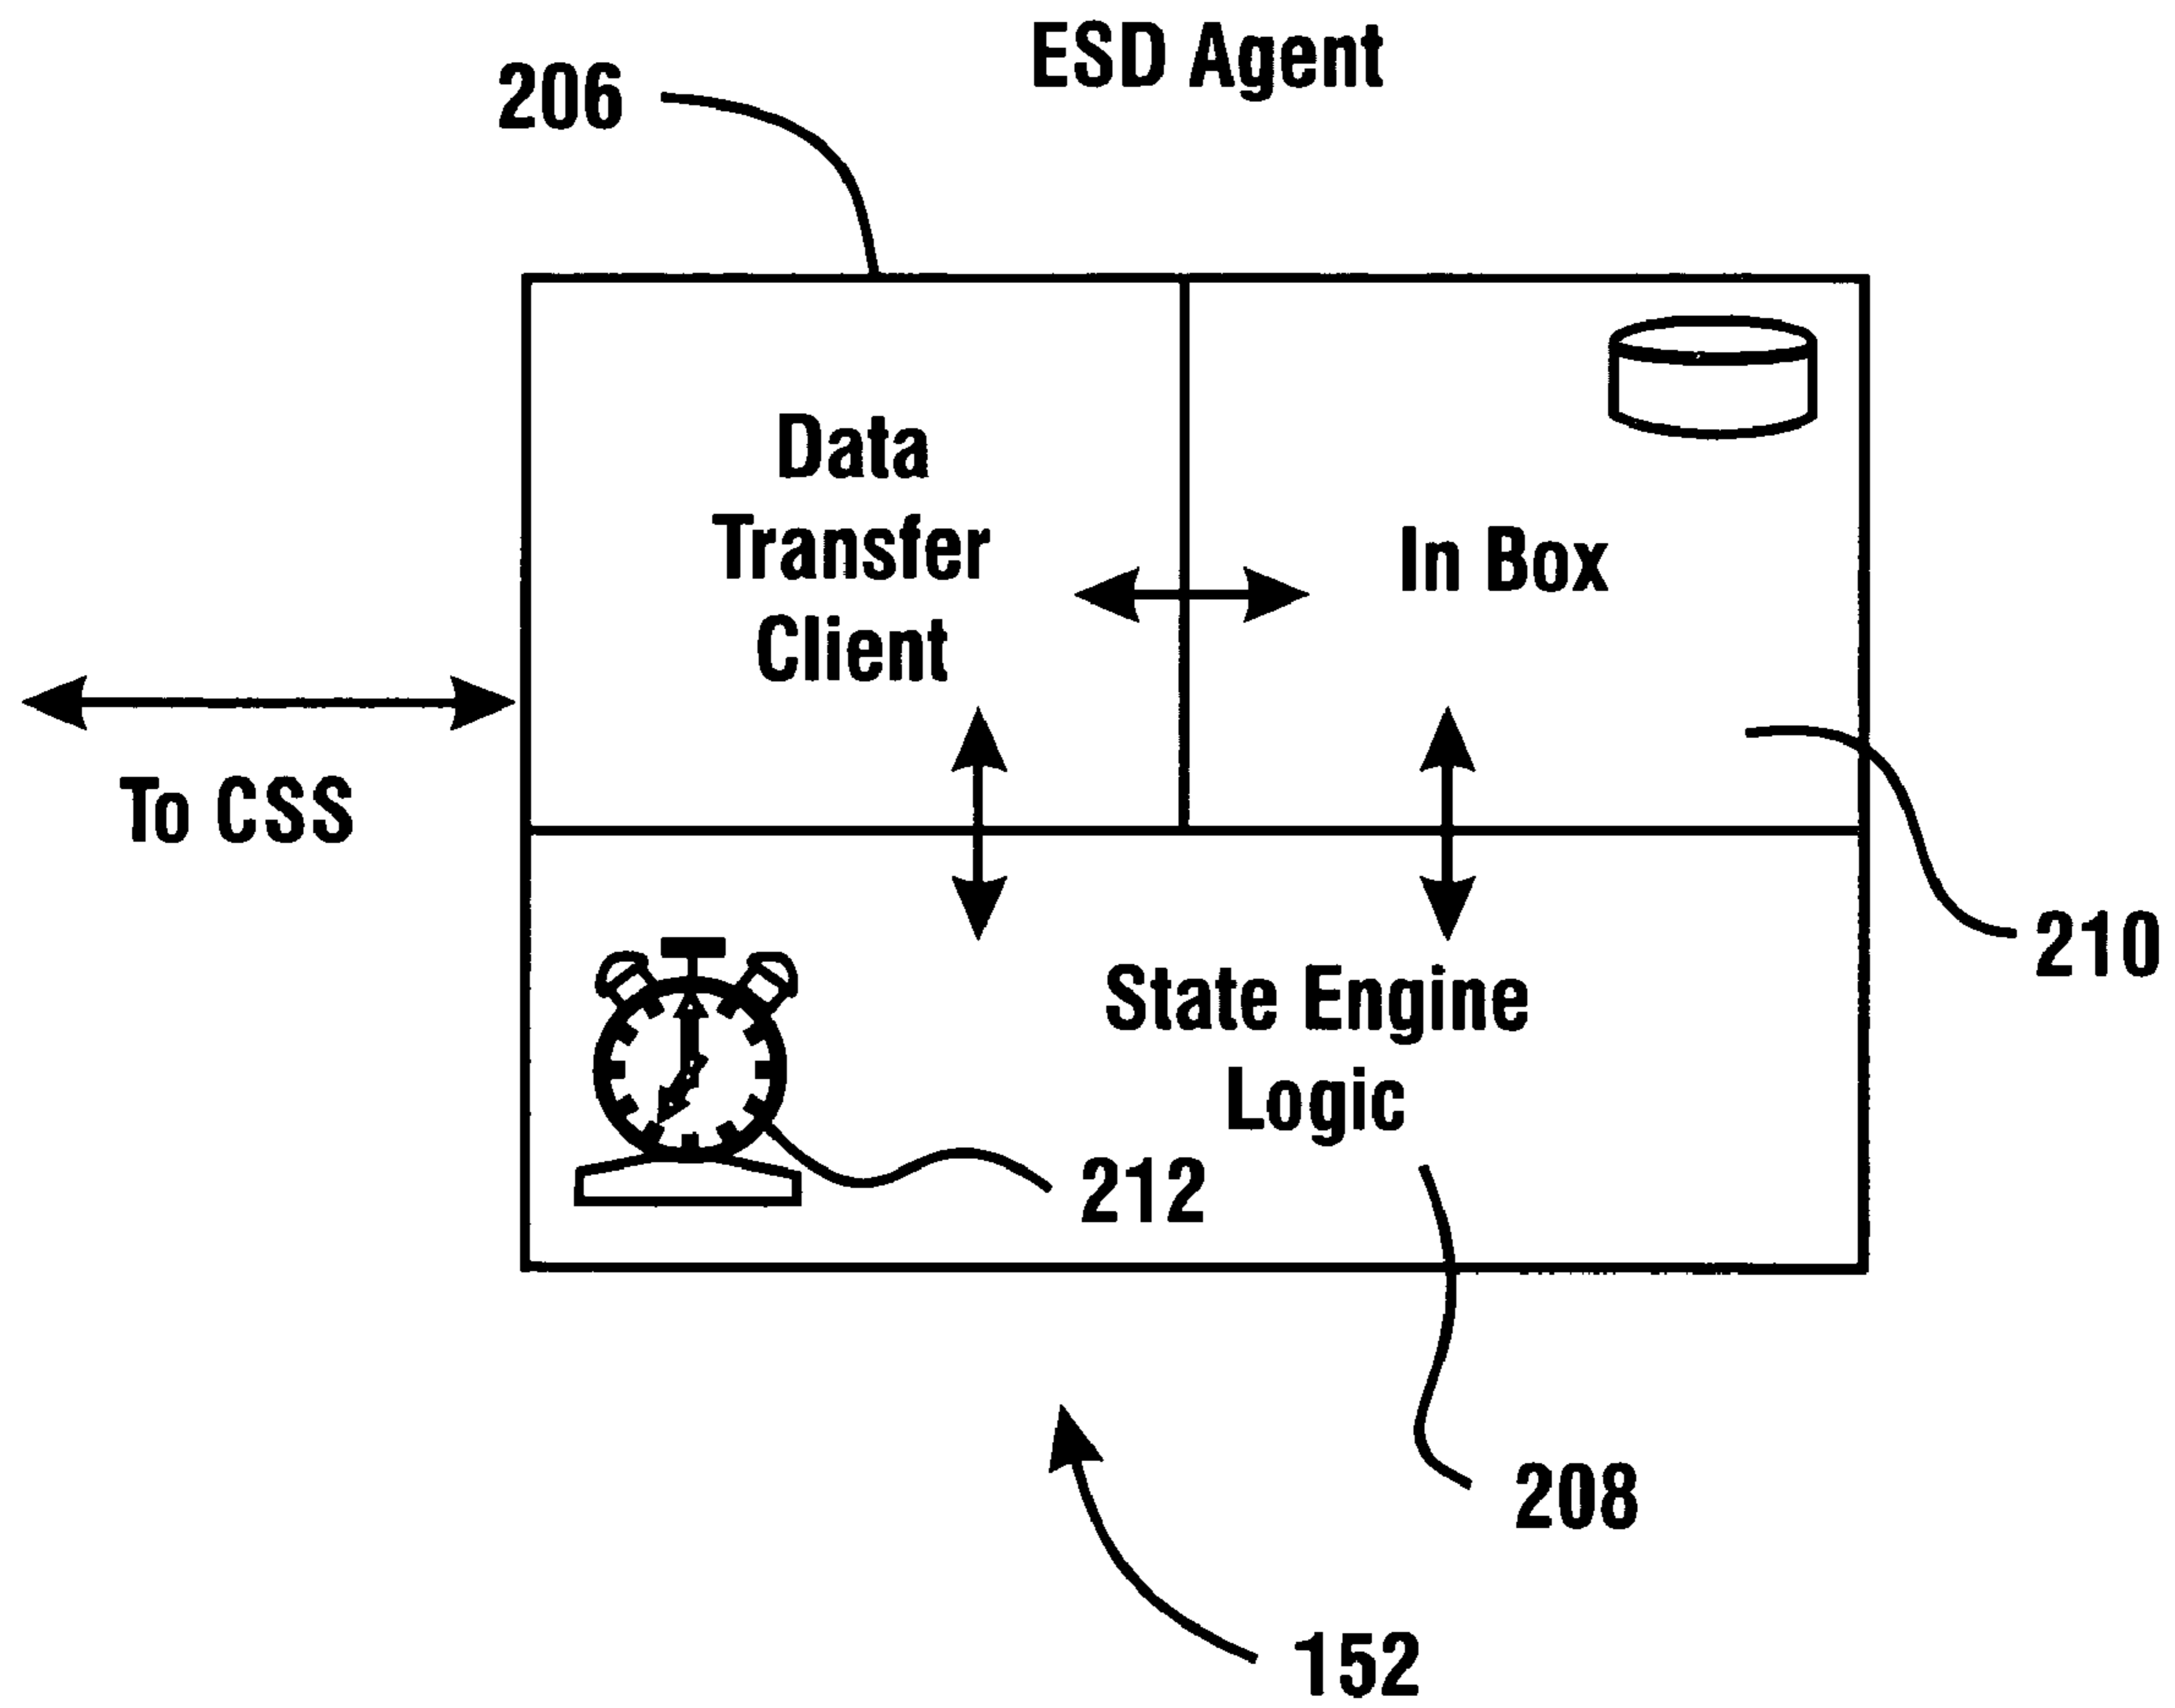 ESD Agent
206
Data
Transfer
Client
In Box
To CSS
210
State Engine
Logic
212
208
152